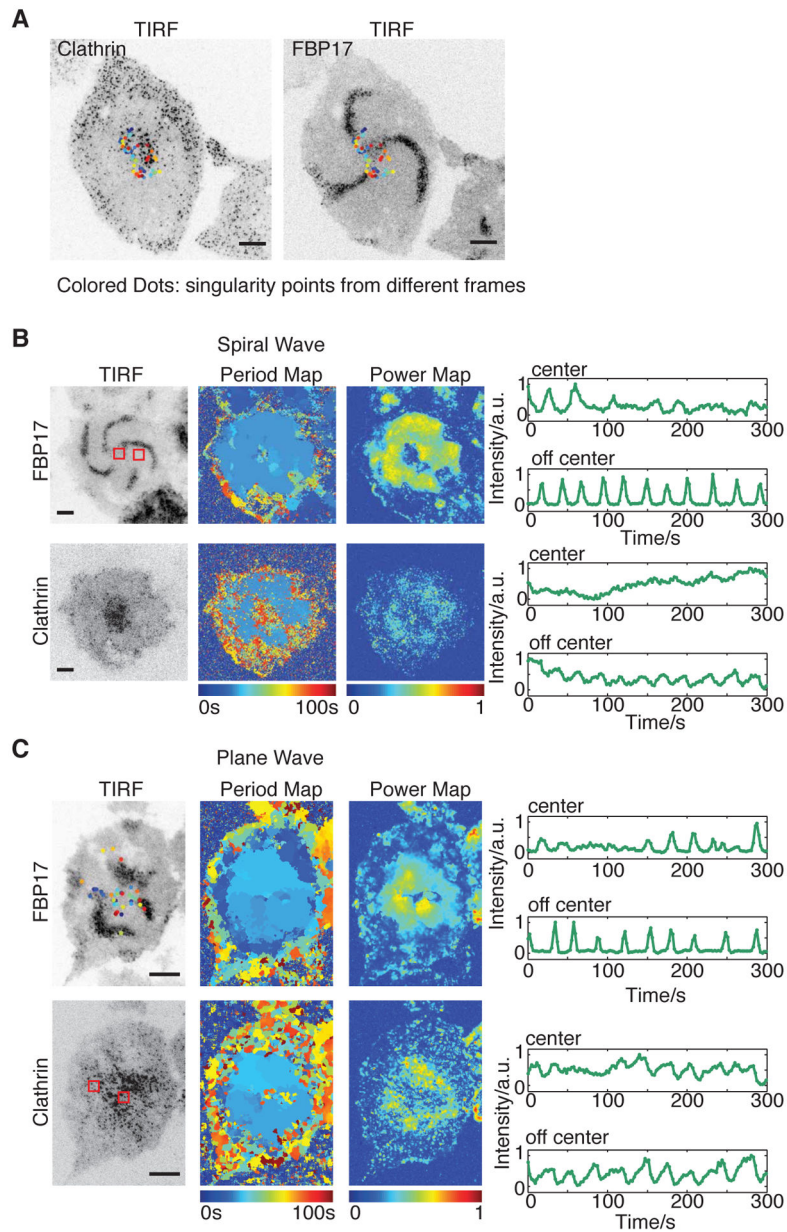 A
TIRF
TIRF
Clathrin
FBP17
Colored Dots: singularity points from different frames
B
Spiral Wave
TIRF
Period Map
Power Map
FBP17
Intensity/a.u.
center
1
0
0
100
200
300
off center
1
0
0
100
200
300
Time/s
Clathrin
Intensity/a.u.
center
1
0
0
100
200
300
off center
1
0
0
100
200
300
Time/s
0s
100s
0
1
C
Plane Wave
TIRF
Period Map
Power Map
FBP17
Intensity/a.u.
center
1
0
0
100
200
300
off center
1
0
0
100
200
300
Time/s
Clathrin
Intensity/a.u.
center
1
0
0
100
200
300
off center
1
0
0
100
200
300
Time/s
0s
100s
0
1